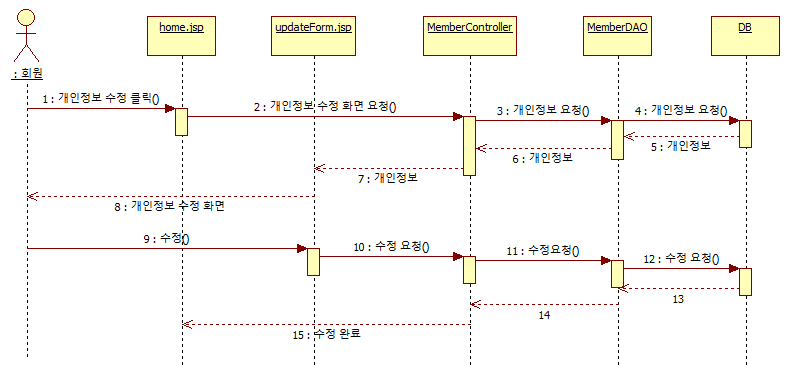 home.jsp
updateForm.jsp
MemberController
MemberDAO
DB
: 회원
1 : 개인정보 수정 클릭()
2 : 개인정보 수정 화면 요청()
3 : 개인정보 요청()
4 : 개인정보 요청()
5 : 개인정보
6 : 개인정보
7 : 개인정보
8 : 개인정보 수정 화면
9 : 수정()
10 : 수정 요청()
11 : 수정요청()
12 : 수정 요청()
13
14
15 : 수정 완료